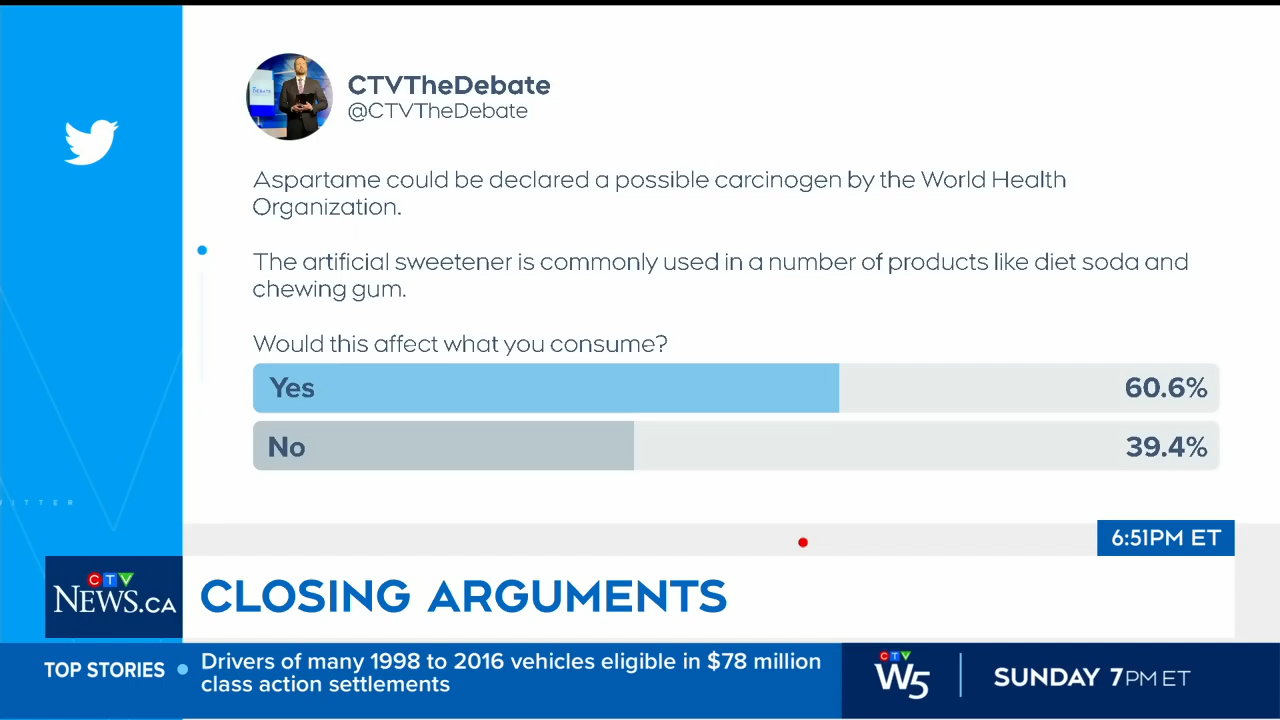 CTVTheDebate
@CTVTheDebate
Aspartame could be declared a possible carcinogen by the World Health
Organization.
The artificial sweetener is commonly used in a number of products like diet soda and
chewing gum.
Would this affect what you consume?
Yes 60.6%
No 39.4%
ITTER
6:51PM ET
CTV
NEWS.CA
CLOSING ARGUMENTS
TOP STORIES
Drivers of many 1998 to 2016 vehicles eligible in $78 million
class action settlements
CTV
W5
SUNDAY 7PM ET